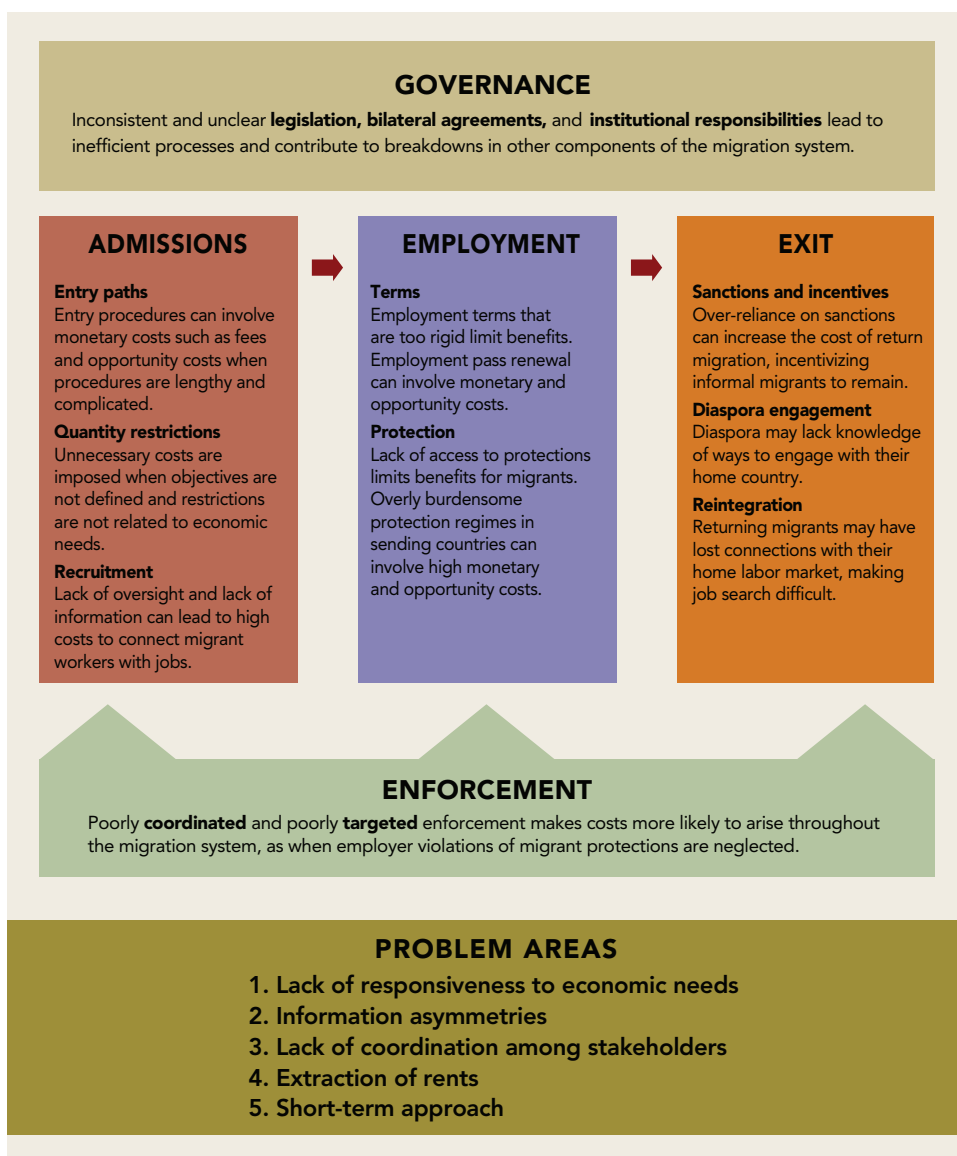 GOVERNANCE
Inconsistent and unclear legislation, bilateral agreements, and institutional responsibilities lead to
inefficient processes and contribute to breakdowns in other components of the migration system.
ADMISSIONS
Entry paths
Entry procedures can involve
monetary costs such as fees
and opportunity costs when
procedures are lengthy and
complicated.
Quantity restrictions
Unnecessary costs are
imposed when objectives are
not defined and restrictions
are not related to economic
needs.
Recruitment
Lack of oversight and lack of
information can lead to high
costs to connect migrant
workers with jobs.
EMPLOYMENT
Terms
Employment terms that
are too rigid limit benefits.
Employment pass renewal
can involve monetary and
opportunity costs.
Protection
Lack of access to protections
limits benefits for migrants.
Overly burdensome
protection regimes in
sending countries can
involve high monetary
and opportunity costs.
EXIT
Sanctions and incentives
Over-reliance on sanctions
can increase the cost of return
migration, incentivizing
informal migrants to remain.
Diaspora engagement
Diaspora may lack knowledge
of ways to engage with their
home country.
Reintegration
Returning migrants may have
lost connections with their
home labor market, making
job search difficult.
ENFORCEMENT
Poorly coordinated and poorly targeted enforcement makes costs more likely to arise throughout
the migration system, as when employer violations of migrant protections are neglected.
PROBLEM AREAS
1. Lack of responsiveness to economic needs
2. Information asymmetries
3. Lack of coordination among stakeholders
4. Extraction of rents
5. Short-term approach